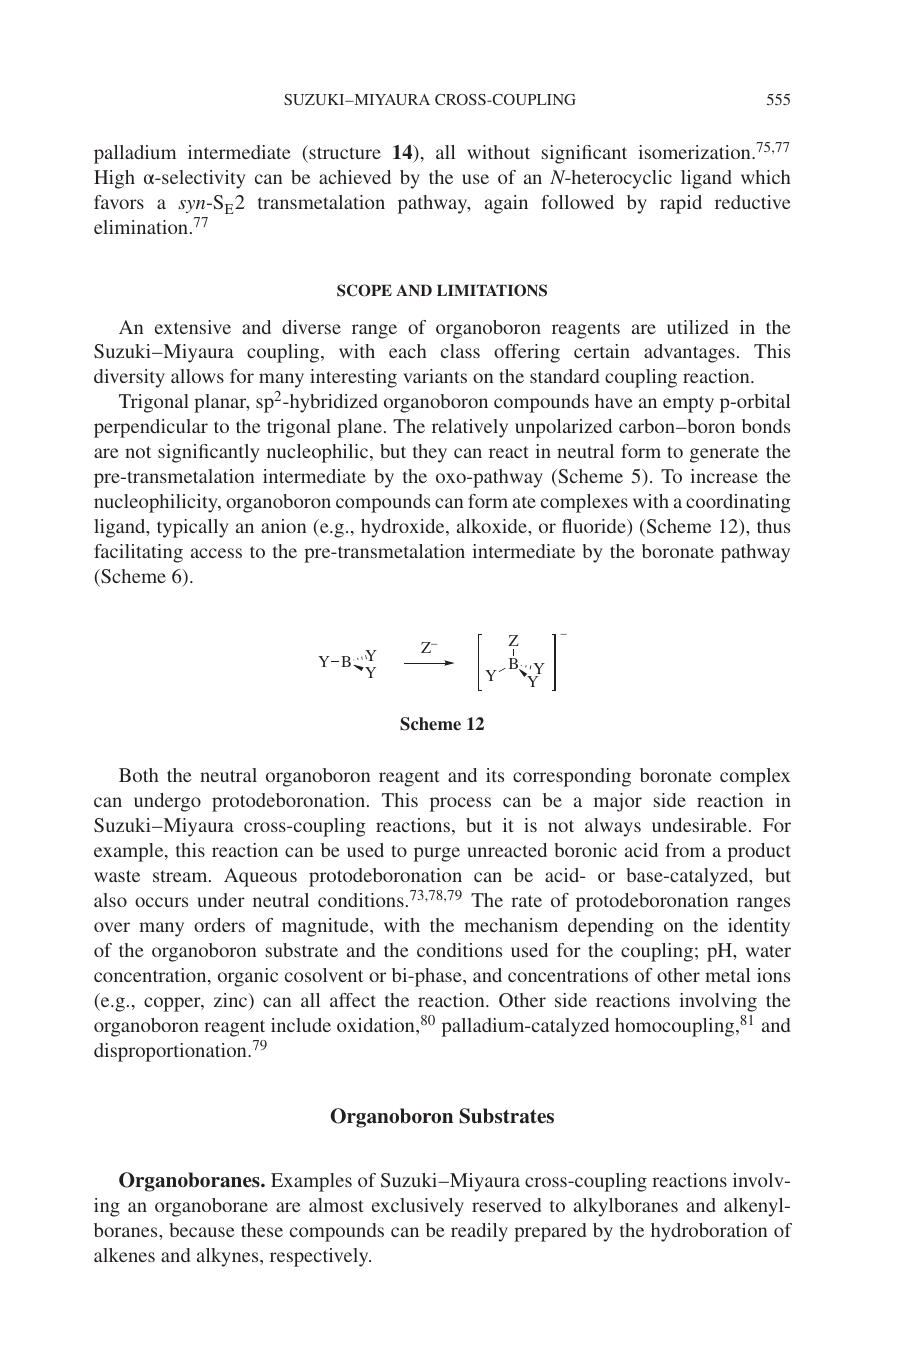 SUZUKI–MIYAURA CROSS-COUPLING 555
palladium intermediate (structure 14), all without significant isomerization.75,77
High α-selectivity can be achieved by the use of an N-heterocyclic ligand which
favors a syn-SE2 transmetalation pathway, again followed by rapid reductive
elimination.77
SCOPE AND LIMITATIONS
An extensive and diverse range of organoboron reagents are utilized in the
Suzuki–Miyaura coupling, with each class offering certain advantages. This
diversity allows for many interesting variants on the standard coupling reaction.
Trigonal planar, sp2-hybridized organoboron compounds have an empty p-orbital
perpendicular to the trigonal plane. The relatively unpolarized carbon–boron bonds
are not significantly nucleophilic, but they can react in neutral form to generate the
pre-transmetalation intermediate by the oxo-pathway (Scheme 5). To increase the
nucleophilicity, organoboron compounds can form ate complexes with a coordinating
ligand, typically an anion (e.g., hydroxide, alkoxide, or fluoride) (Scheme 12), thus
facilitating access to the pre-transmetalation intermediate by the boronate pathway
(Scheme 6).
Z–
Z –
Y–B Y
Y
Y B Y
Y
Scheme 12
Both the neutral organoboron reagent and its corresponding boronate complex
can undergo protodeboronation. This process can be a major side reaction in
Suzuki–Miyaura cross-coupling reactions, but it is not always undesirable. For
example, this reaction can be used to purge unreacted boronic acid from a product
waste stream. Aqueous protodeboronation can be acid- or base-catalyzed, but
also occurs under neutral conditions.73,78,79 The rate of protodeboronation ranges
over many orders of magnitude, with the mechanism depending on the identity
of the organoboron substrate and the conditions used for the coupling; pH, water
concentration, organic cosolvent or bi-phase, and concentrations of other metal ions
(e.g., copper, zinc) can all affect the reaction. Other side reactions involving the
organoboron reagent include oxidation,80 palladium-catalyzed homocoupling,81 and
disproportionation.79
Organoboron Substrates
Organoboranes. Examples of Suzuki–Miyaura cross-coupling reactions involv-
ing an organoborane are almost exclusively reserved to alkylboranes and alkenyl-
boranes, because these compounds can be readily prepared by the hydroboration of
alkenes and alkynes, respectively.